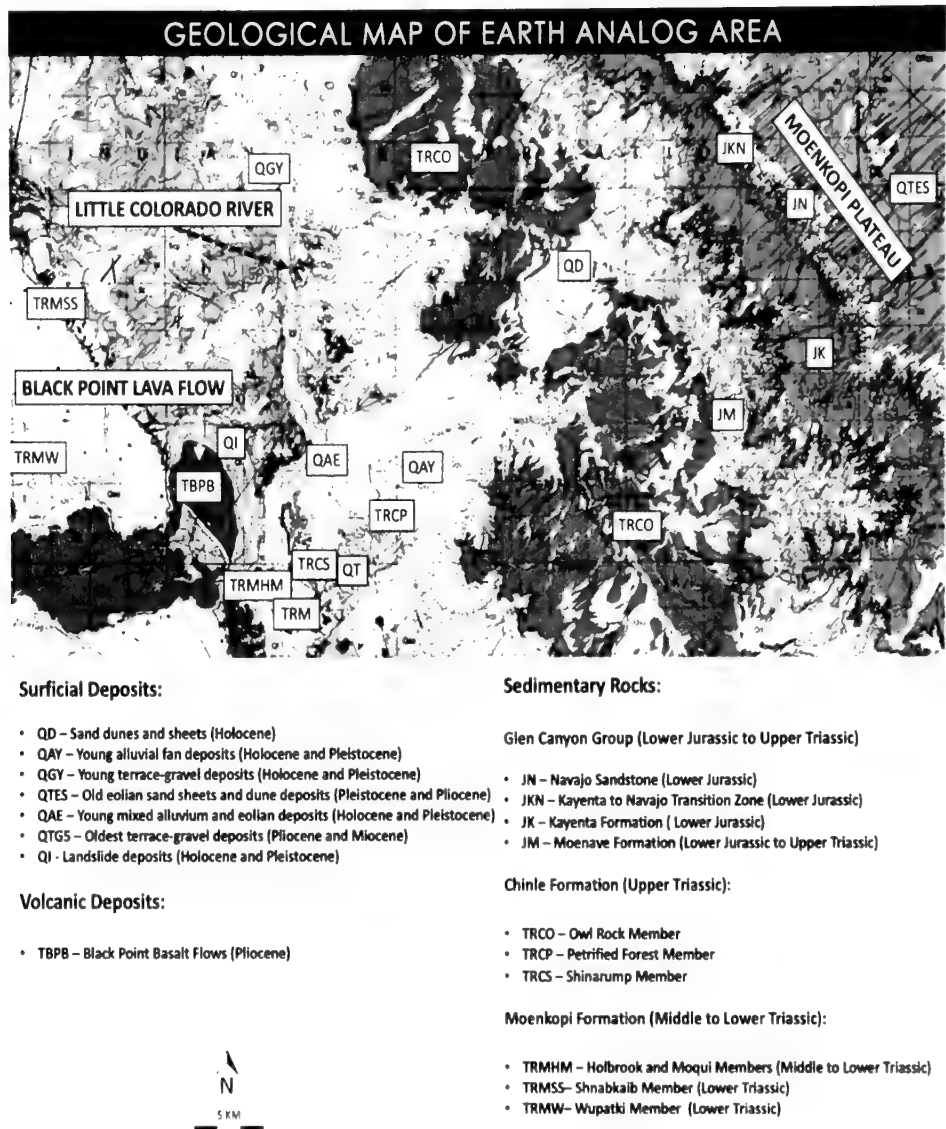 GEOLOGICAL MAP OF EARTH ANALOG AREA
TRCO
JKN
MOENKOPI PLATEAU
QGY
QTES
LITTLE COLORADO RIVER
JN
QD
TRMSS
JK
BLACK POINT LAVA FLOW
JM
QI
TRMW
QAE
QAY
TBPB
TRCP
TRCO
TRCS
QT
TRMHM
TRM
Surficial Deposits:
• QD – Sand dunes and sheets (Holocene)
• QAY – Young alluvial fan deposits (Holocene and Pleistocene)
• QGY – Young terrace-gravel deposits (Holocene and Pleistocene)
• QTES – Old eolian sand sheets and dune deposits (Pleistocene and Pliocene)
• QAE – Young mixed alluvium and eolian deposits (Holocene and Pleistocene)
• QTG5 – Oldest terrace-gravel deposits (Pliocene and Miocene)
• QI - Landslide deposits (Holocene and Pleistocene)
Volcanic Deposits:
• TBPB – Black Point Basalt Flows (Pliocene)
N
5 KM
Sedimentary Rocks:
Glen Canyon Group (Lower Jurassic to Upper Triassic)
• JN – Navajo Sandstone (Lower Jurassic)
• JKN – Kayenta to Navajo Transition Zone (Lower Jurassic)
• JK – Kayenta Formation ( Lower Jurassic)
• JM – Moenave Formation (Lower Jurassic to Upper Triassic)
Chinle Formation (Upper Triassic):
• TRCO – Owl Rock Member
• TRCP – Petrified Forest Member
• TRCS – Shinarump Member
Moenkopi Formation (Middle to Lower Triassic):
• TRMHM – Holbrook and Moqui Members (Middle to Lower Triassic)
• TRMSS– Shnabkaib Member (Lower Triassic)
• TRMW– Wupatki Member (Lower Triassic)